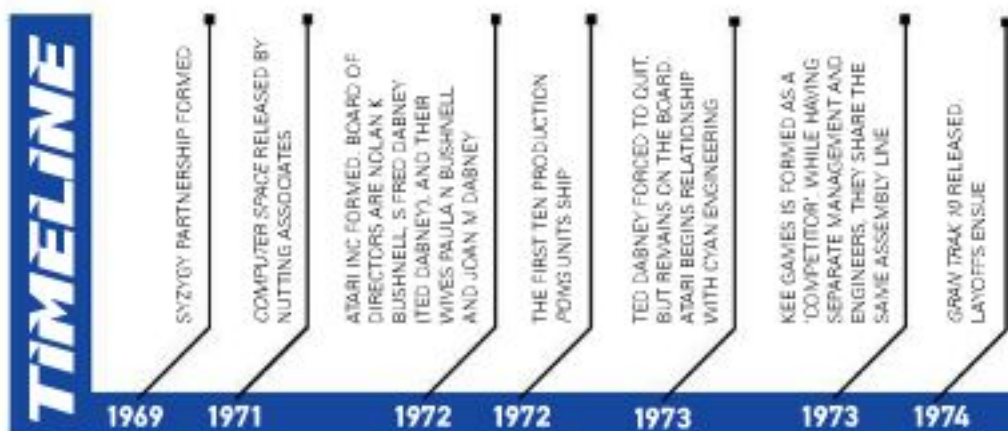 TIMELINE
SYZYGY PARTNERSHIP FORMED
1969
COMPUTER SPACE RELEASED BY
NUTTING ASSOCIATES
1971
ATARI INC FORMED. BOARD OF
DIRECTORS ARE NOLAN K
BUSHNELL, S FRED DABNEY
(TED DABNEY), AND THEIR
WIVES PAULA N BUSHNELL
AND JOAN M DABNEY
1972
THE FIRST TEN PRODUCTION
PONG UNITS SHIP
1972
TED DABNEY FORCED TO QUIT,
BUT REMAINS ON THE BOARD.
ATARI BEGINS RELATIONSHIP
WITH CYAN ENGINEERING
1973
KEE GAMES IS FORMED AS A
'COMPETITOR'. WHILE HAVING
SEPARATE MANAGEMENT AND
ENGINEERS, THEY SHARE THE
SAME ASSEMBLY LINE
1973
GRAN TRAK 10 RELEASED.
LAYOFFS ENSUE
1974